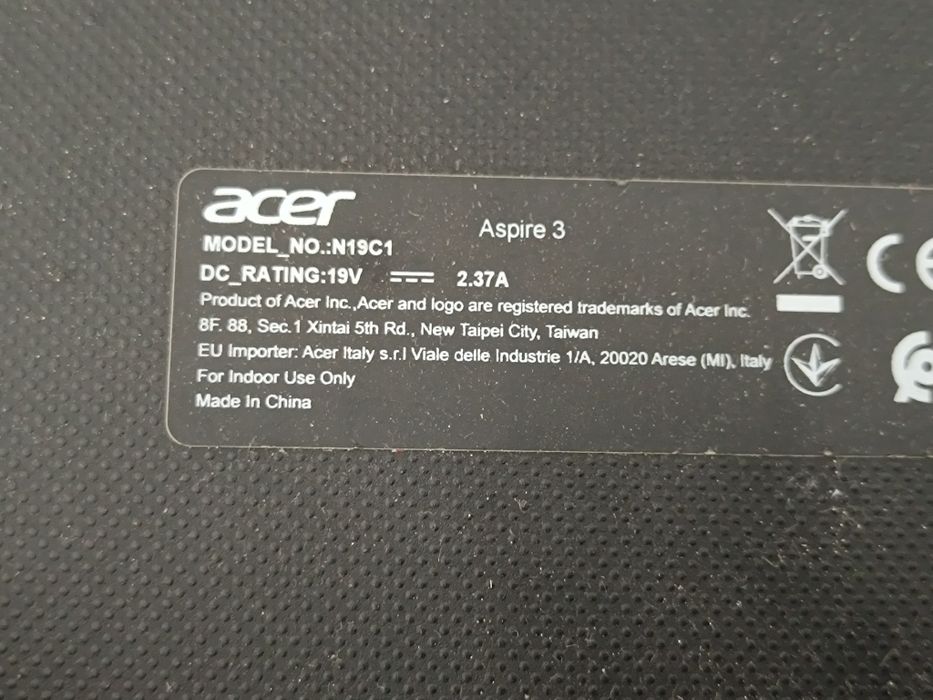 acer
Aspire 3
MODEL_NO.:N19C1
DC_RATING:19V 2.37A
Product of Acer Inc.,Acer and logo are registered trademarks of Acer Inc.
8F. 88, Sec.1 Xintai 5th Rd., New Taipei City, Taiwan
EU Importer: Acer Italy s.r.l Viale delle Industrie 1/A, 20020 Arese (MI), Italy
For Indoor Use Only
Made In China
CE